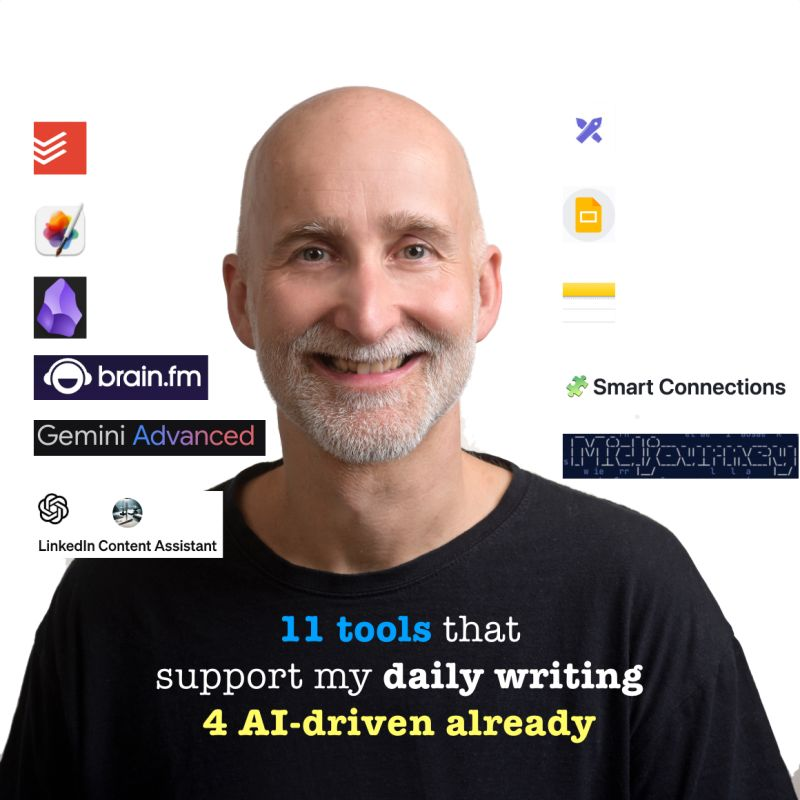 brain.fm
Gemini Advanced
LinkedIn Content Assistant
Smart Connections
Midjourney
11 tools that
support my daily writing
4 AI-driven already